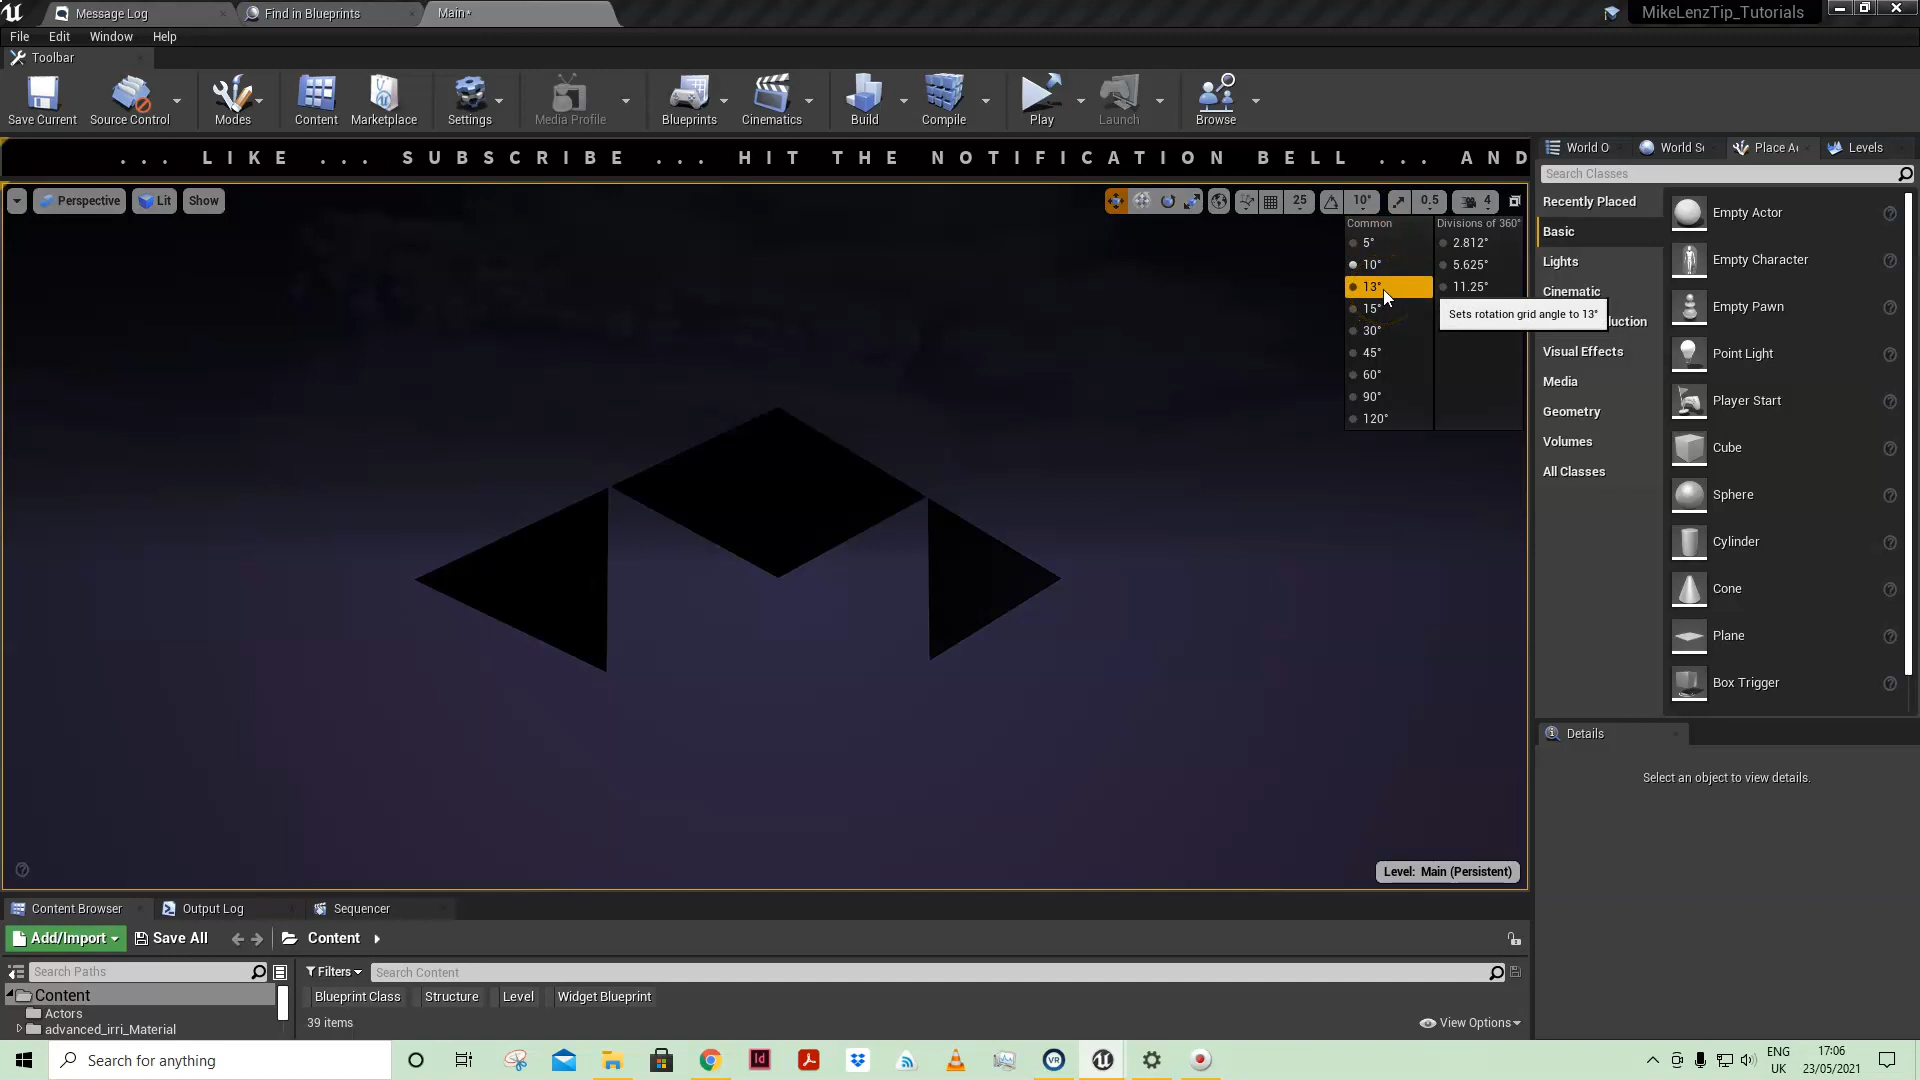 Message Log
Find in Blueprints
Main*
MikeLenzTip_Tutorials
File Edit Window Help
Toolbar
Save Current
Source Control
Modes
Content
Marketplace
Settings
Media Profile
Blueprints
Cinematics
Build
Compile
Play
Launch
Browse
... LIKE ... SUBSCRIBE ... HIT THE NOTIFICATION BELL ... AND
Perspective
Lit
Show
25
10°
0.5
4
Common
5°
10°
13°
15°
30°
45°
60°
90°
120°
Divisions of 360°
2.812°
5.625°
11.25°
Sets rotation grid angle to 13°
Level: Main (Persistent)
World O
World S
Place A
Levels
Search Classes
Recently Placed
Basic
Lights
Cinematic
Visual Effects
Media
Geometry
Volumes
All Classes
Empty Actor
Empty Character
Empty Pawn
Point Light
Player Start
Cube
Sphere
Cylinder
Cone
Plane
Box Trigger
Details
Select an object to view details.
Content Browser
Output Log
Sequencer
Add/Import
Save All
Content
Search Paths
Filters
Search Content
Content
Actors
advanced_irri_Material
Blueprint Class
Structure
Level
Widget Blueprint
39 items
View Options
Search for anything
ENG
UK
17:06
23/05/2021